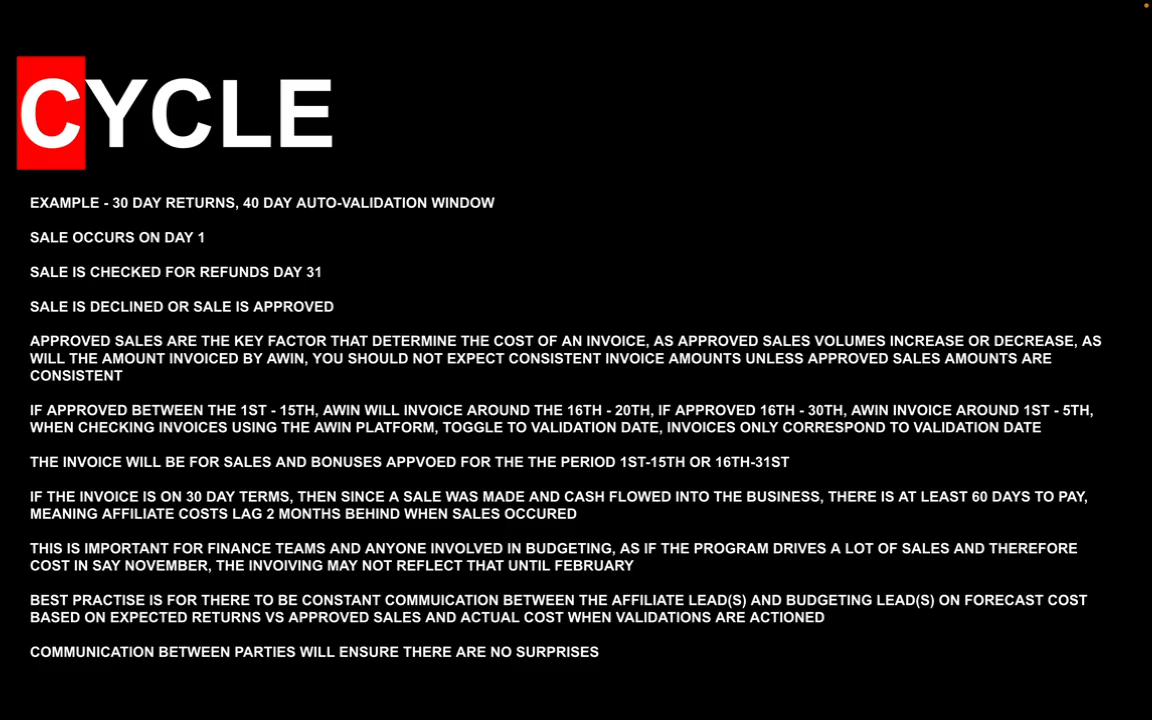 CYCLE
EXAMPLE - 30 DAY RETURNS, 40 DAY AUTO-VALIDATION WINDOW
SALE OCCURS ON DAY 1
SALE IS CHECKED FOR REFUNDS DAY 31
SALE IS DECLINED OR SALE IS APPROVED
APPROVED SALES ARE THE KEY FACTOR THAT DETERMINE THE COST OF AN INVOICE, AS APPROVED SALES VOLUMES INCREASE OR DECREASE, AS
WILL THE AMOUNT INVOICED BY AWIN, YOU SHOULD NOT EXPECT CONSISTENT INVOICE AMOUNTS UNLESS APPROVED SALES AMOUNTS ARE
CONSISTENT
IF APPROVED BETWEEN THE 1ST - 15TH, AWIN WILL INVOICE AROUND THE 16TH - 20TH, IF APPROVED 16TH - 30TH, AWIN INVOICE AROUND 1ST - 5TH,
WHEN CHECKING INVOICES USING THE AWIN PLATFORM, TOGGLE TO VALIDATION DATE, INVOICES ONLY CORRESPOND TO VALIDATION DATE
THE INVOICE WILL BE FOR SALES AND BONUSES APPVOED FOR THE THE PERIOD 1ST-15TH OR 16TH-31ST
IF THE INVOICE IS ON 30 DAY TERMS, THEN SINCE A SALE WAS MADE AND CASH FLOWED INTO THE BUSINESS, THERE IS AT LEAST 60 DAYS TO PAY,
MEANING AFFILIATE COSTS LAG 2 MONTHS BEHIND WHEN SALES OCCURED
THIS IS IMPORTANT FOR FINANCE TEAMS AND ANYONE INVOLVED IN BUDGETING, AS IF THE PROGRAM DRIVES A LOT OF SALES AND THEREFORE
COST IN SAY NOVEMBER, THE INVOIVING MAY NOT REFLECT THAT UNTIL FEBRUARY
BEST PRACTISE IS FOR THERE TO BE CONSTANT COMMUICATION BETWEEN THE AFFILIATE LEAD(S) AND BUDGETING LEAD(S) ON FORECAST COST
BASED ON EXPECTED RETURNS VS APPROVED SALES AND ACTUAL COST WHEN VALIDATIONS ARE ACTIONED
COMMUNICATION BETWEEN PARTIES WILL ENSURE THERE ARE NO SURPRISES